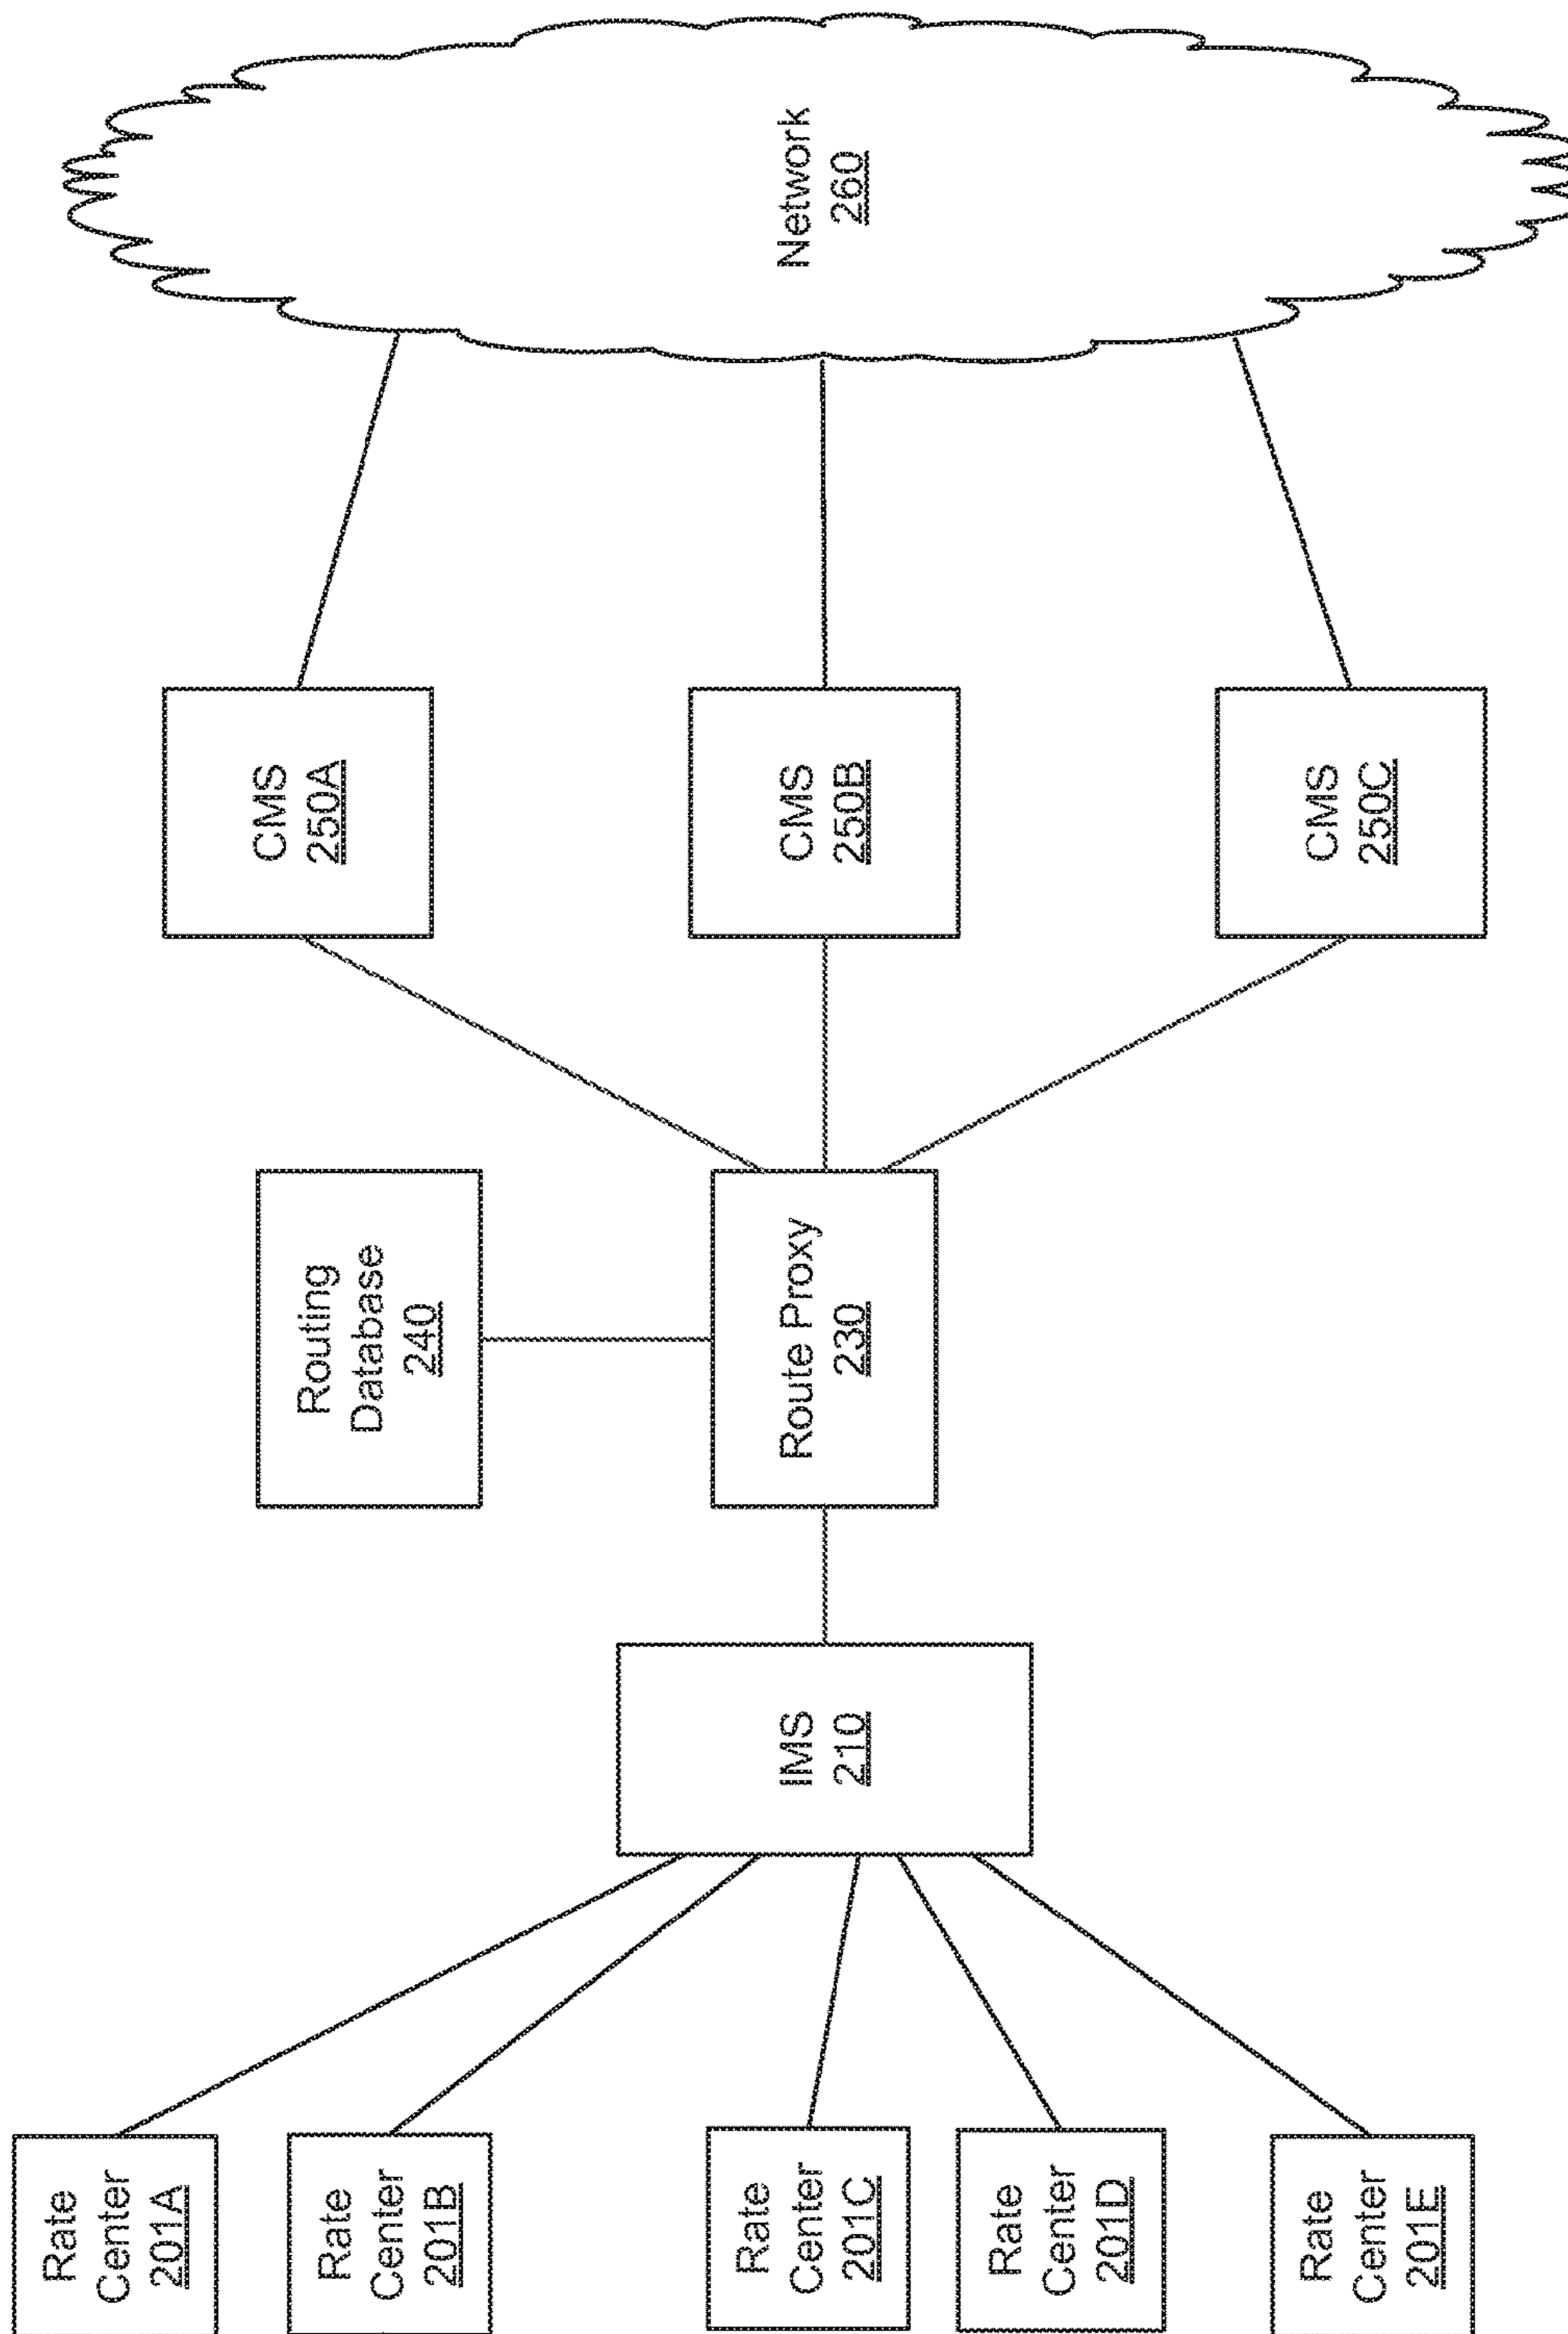 Rate
Center
201A
Rate
Center
201B
Rate
Center
201C
Rate
Center
201D
Rate
Center
201E
IMS
210
Routing
Database
240
Route Proxy
230
CMS
250A
CMS
250B
CMS
250C
Network
260